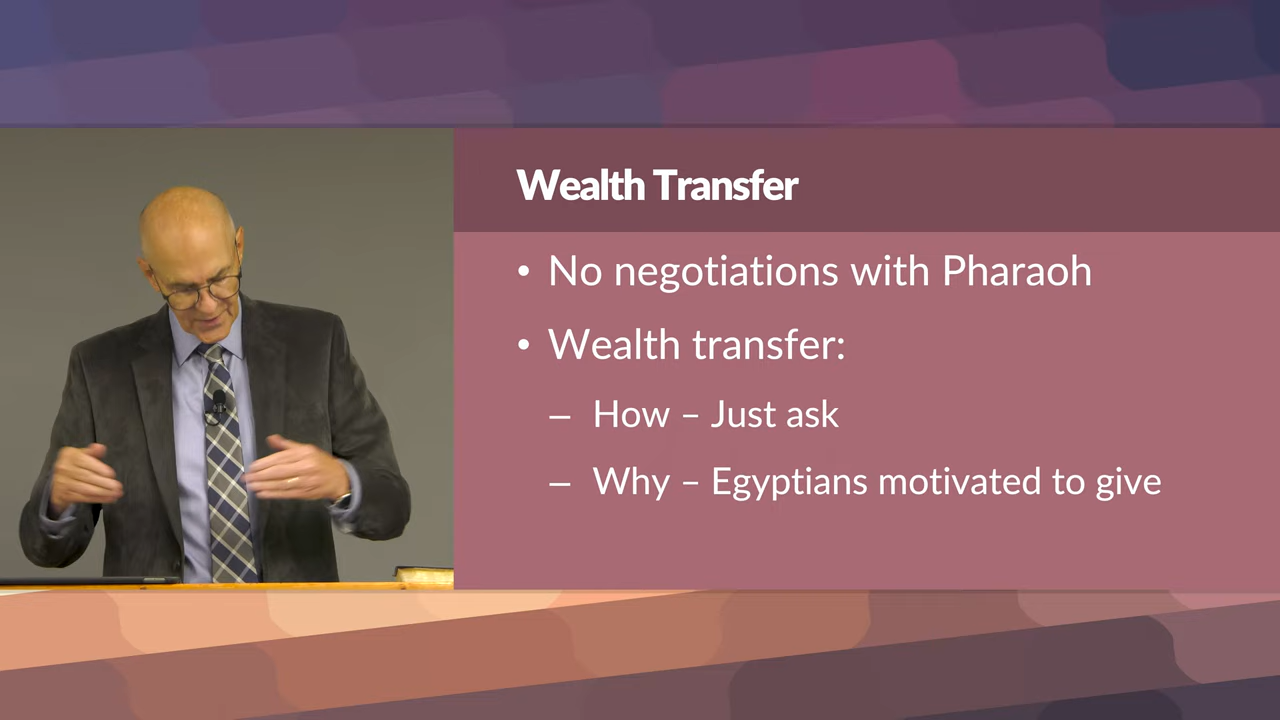 Wealth Transfer
• No negotiations with Pharaoh
• Wealth transfer:
– How – Just ask
– Why – Egyptians motivated to give